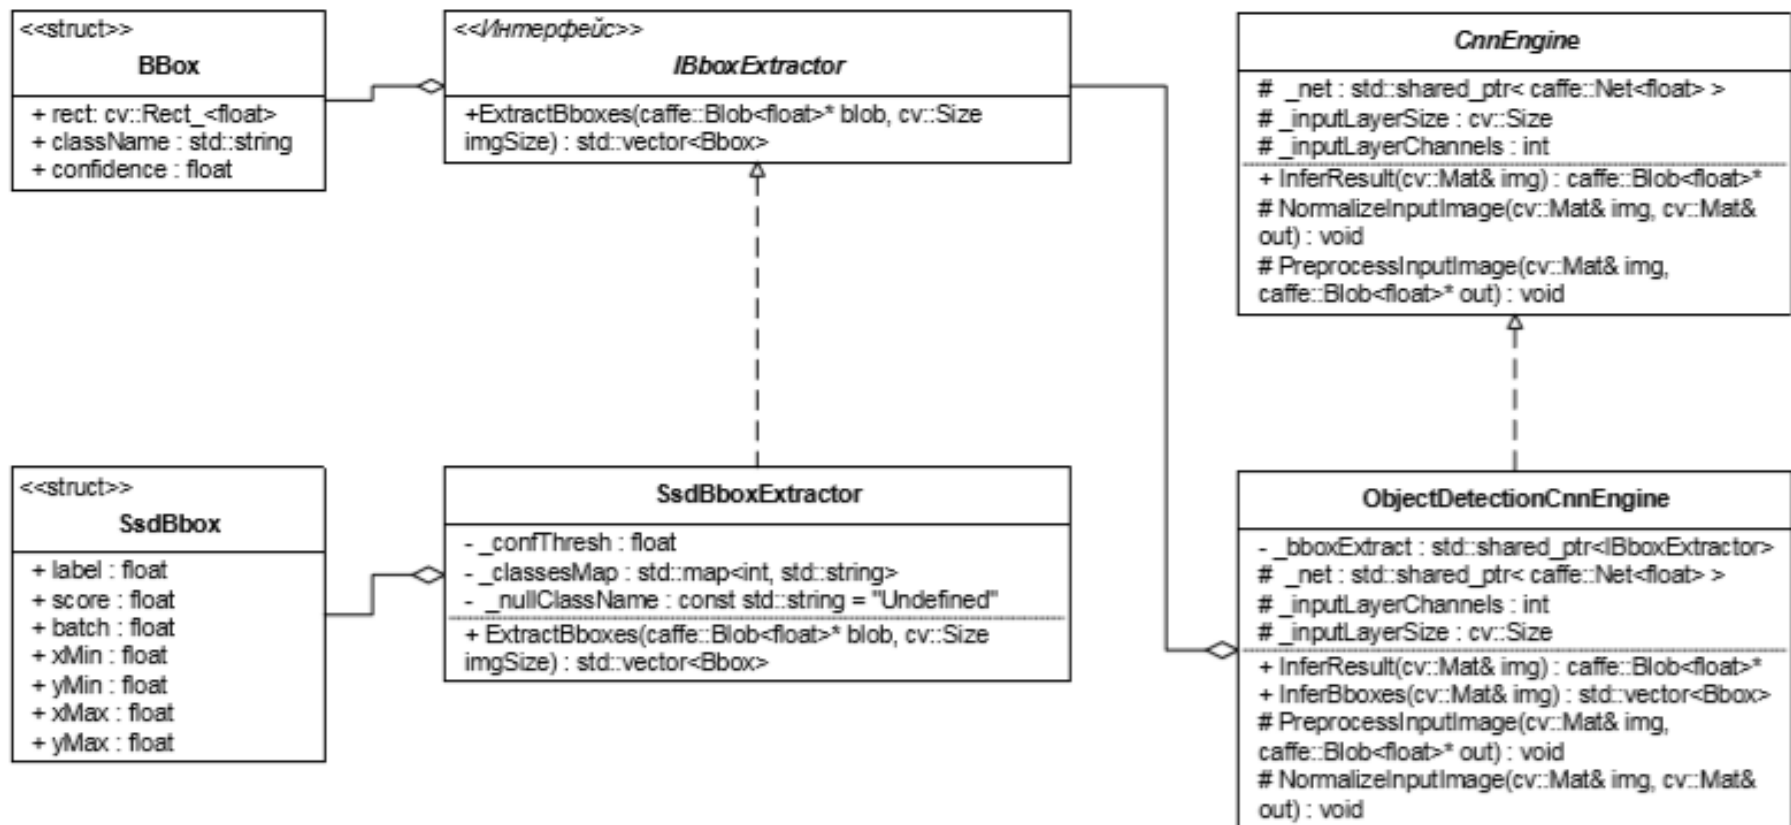 <<struct>>
BBox
+ rect: cv::Rect_<float>
+ className : std::string
+ confidence : float
<<Интерфейс>>
IBboxExtractor
+ExtractBboxes(caffe::Blob<float>* blob, cv::Size
imgSize) : std::vector<Bbox>
CnnEngine
# _net : std::shared_ptr< caffe::Net<float> >
# _inputLayerSize : cv::Size
# _inputLayerChannels : int
+ InferResult(cv::Mat& img) : caffe::Blob<float>*
# NormalizeInputImage(cv::Mat& img, cv::Mat&
out) : void
# PreprocessInputImage(cv::Mat& img,
caffe::Blob<float>* out) : void
<<struct>>
SsdBbox
+ label : float
+ score : float
+ batch : float
+ xMin : float
+ yMin : float
+ xMax : float
+ yMax : float
SsdBboxExtractor
- _confThresh : float
- _classesMap : std::map<int, std::string>
- _nullClassName : const std::string = "Undefined"
+ ExtractBboxes(caffe::Blob<float>* blob, cv::Size
imgSize) : std::vector<Bbox>
ObjectDetectionCnnEngine
- _bboxExtract : std::shared_ptr<IBboxExtractor>
# _net : std::shared_ptr< caffe::Net<float> >
# _inputLayerChannels : int
# _inputLayerSize : cv::Size
+ InferResult(cv::Mat& img) : caffe::Blob<float>*
+ InferBboxes(cv::Mat& img) : std::vector<Bbox>
# PreprocessInputImage(cv::Mat& img,
caffe::Blob<float>* out) : void
# NormalizeInputImage(cv::Mat& img, cv::Mat&
out) : void